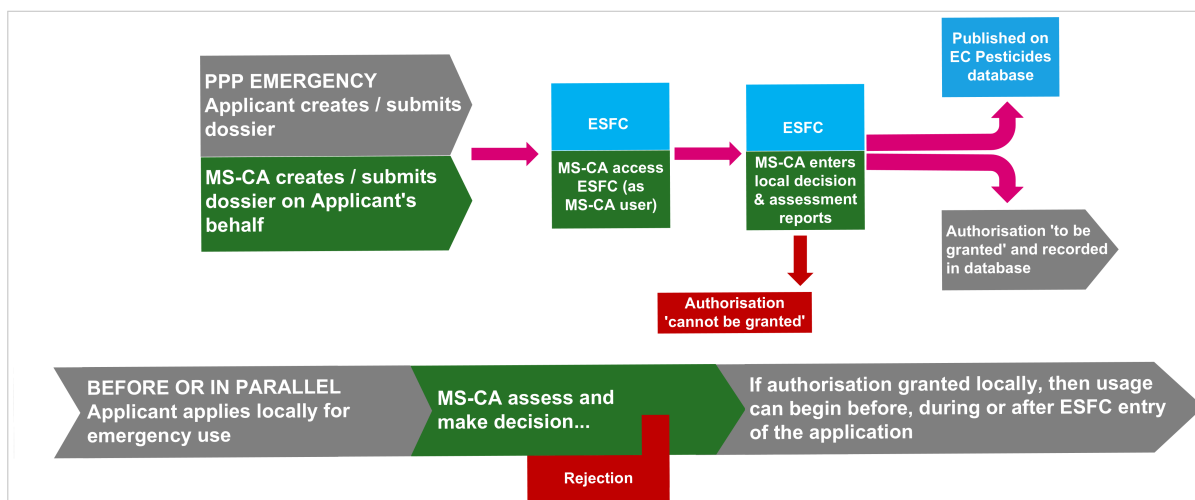 PPP EMERGENCY
Applicant creates / submits
dossier
MS-CA creates / submits
dossier on Applicant's
behalf
ESFC
MS-CA access
ESFC (as
MS-CA user)
ESFC
MS-CA enters
local decision
& assessment
reports
Published on
EC Pesticides
database
Authorisation 'to be
granted' and recorded
in database
Authorisation
'cannot be granted'
BEFORE OR IN PARALLEL
Applicant applies locally for
emergency use
MS-CA assess and
make decision...
Rejection
If authorisation granted locally, then usage
can begin before, during or after ESFC entry
of the application